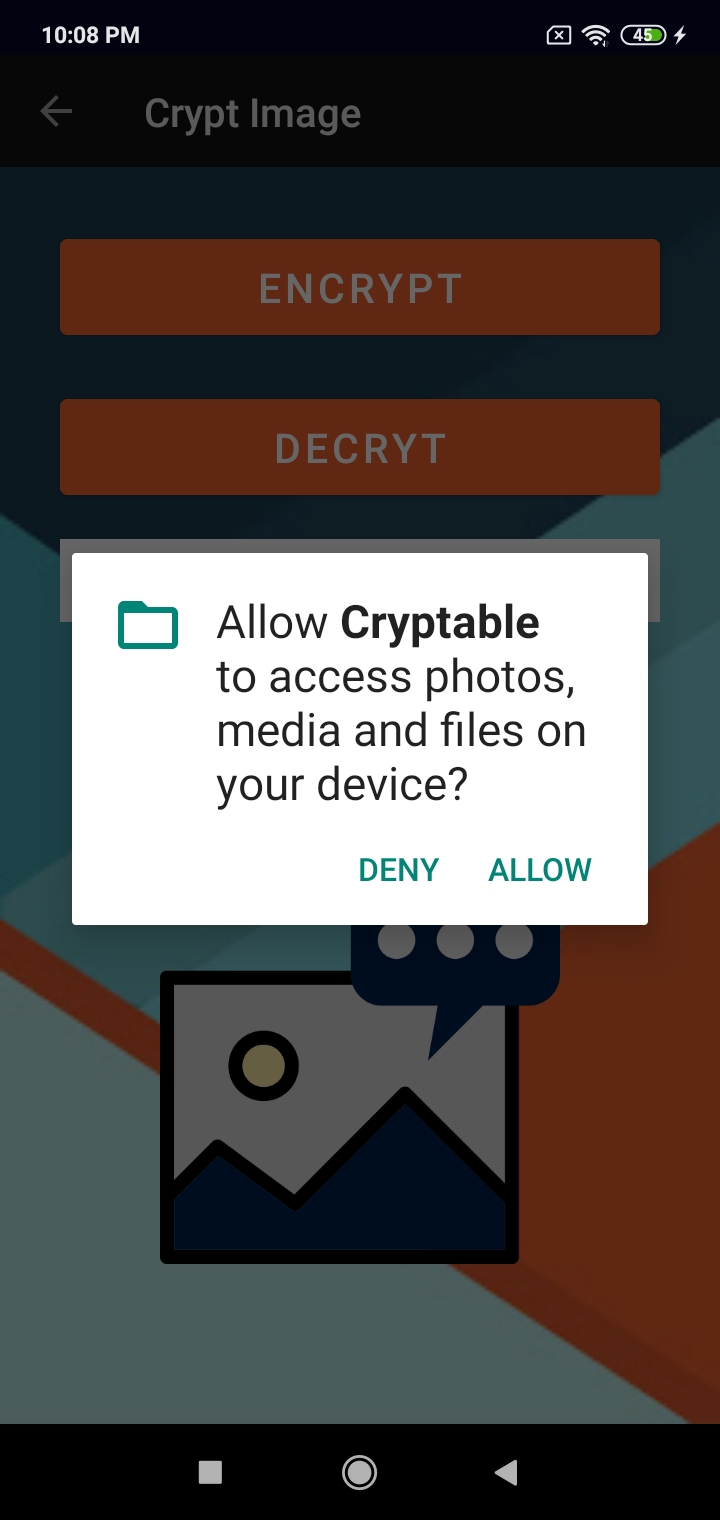 10:08 PM
45
Crypt Image
ENCRYPT
DECRYT
Allow Cryptable
to access photos,
media and files on
your device?
DENY ALLOW